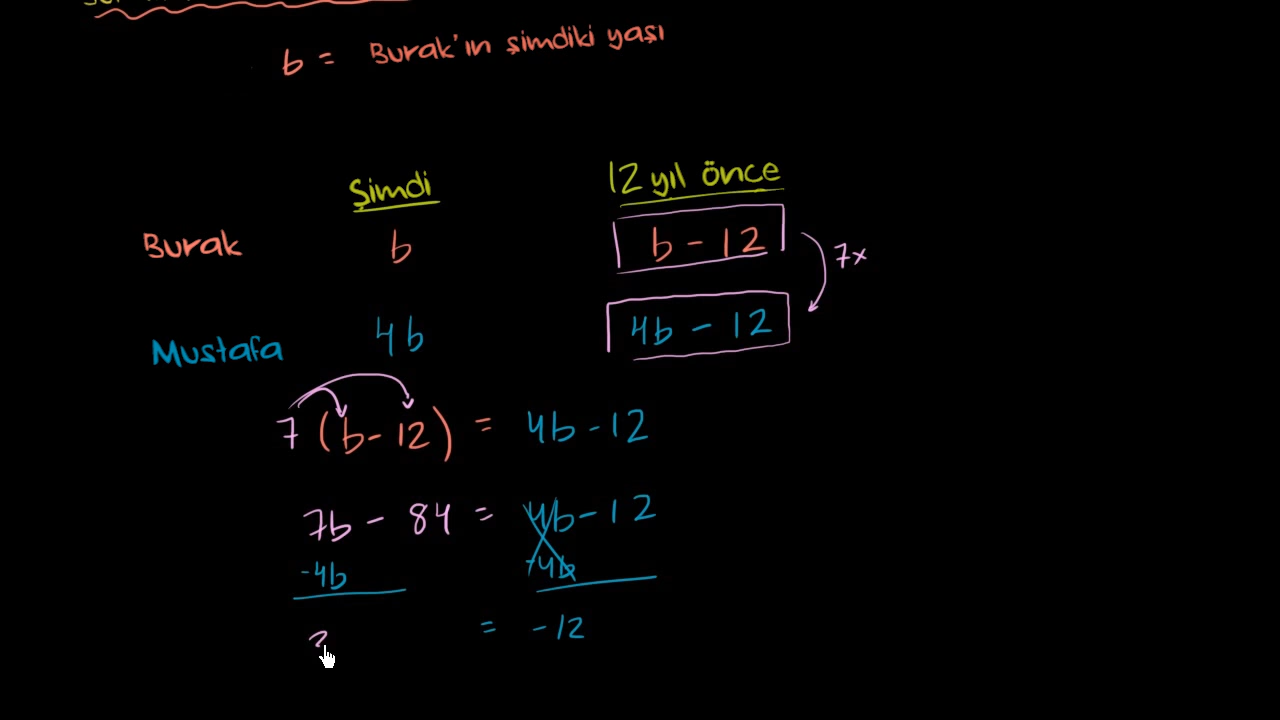 b = Burak'ın şimdiki yaşı
Şimdi 12 yıl önce
Burak b b - 12
7x
Mustafa 4b 4b - 12
7 (b - 12) = 4b - 12
7b - 84 = 4b - 12
-4b -4b
= -12